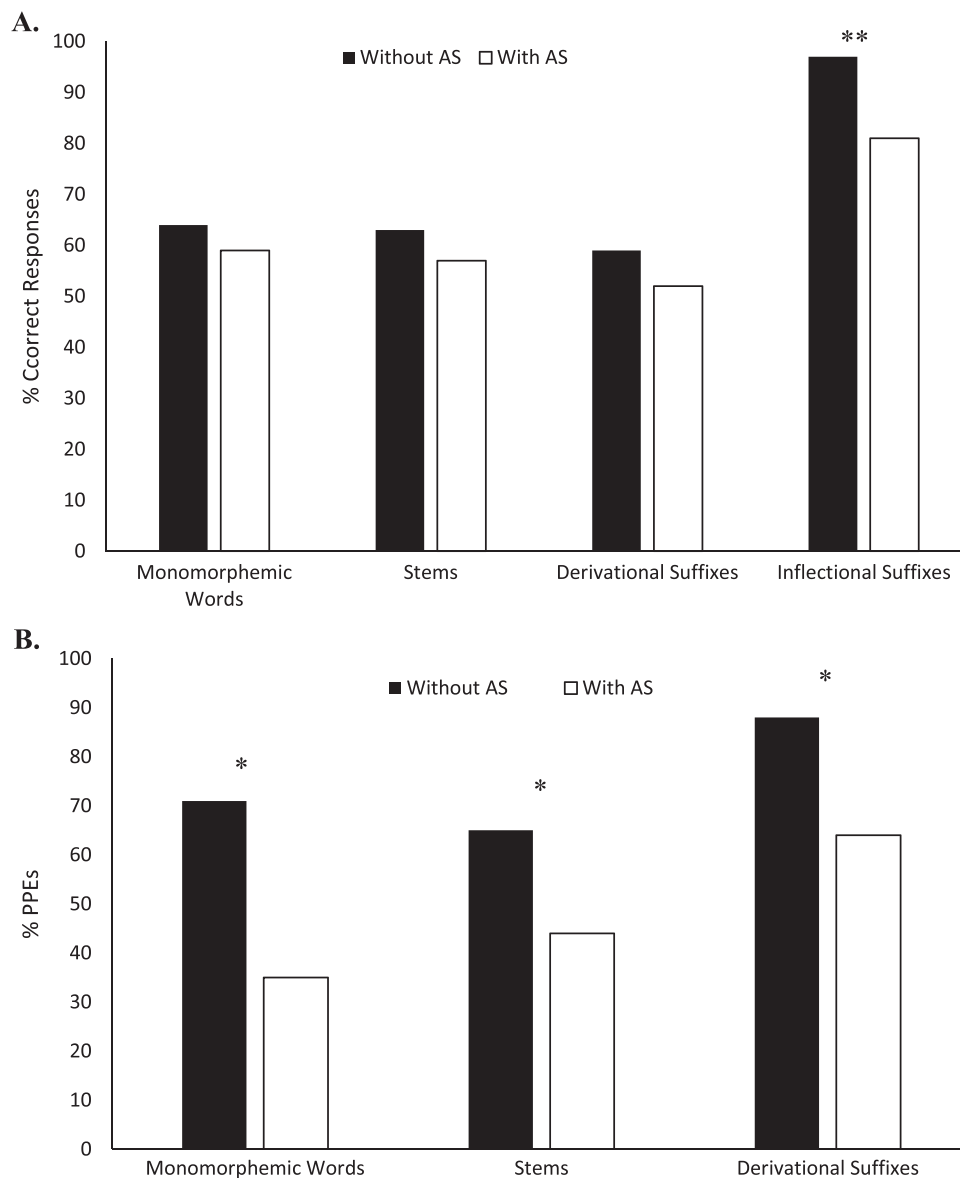 A.
100
90
80
70
60
50
40
30
20
10
0
% Ccorrect Responses
Without AS With AS
**
Monomorphemic Words
Stems
Derivational Suffixes
Inflectional Suffixes
B.
100
90
80
70
60
50
40
30
20
10
0
% PPEs
Without AS With AS
*
*
*
Monomorphemic Words
Stems
Derivational Suffixes